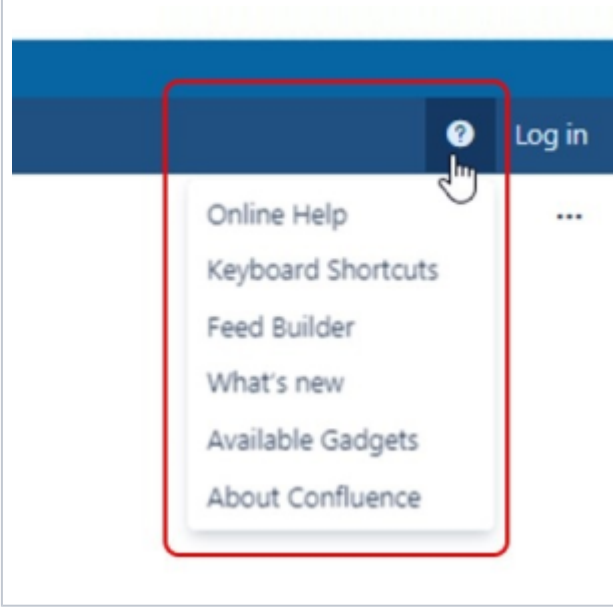 Log in
Online Help
Keyboard Shortcuts
Feed Builder
What's new
Available Gadgets
About Confluence